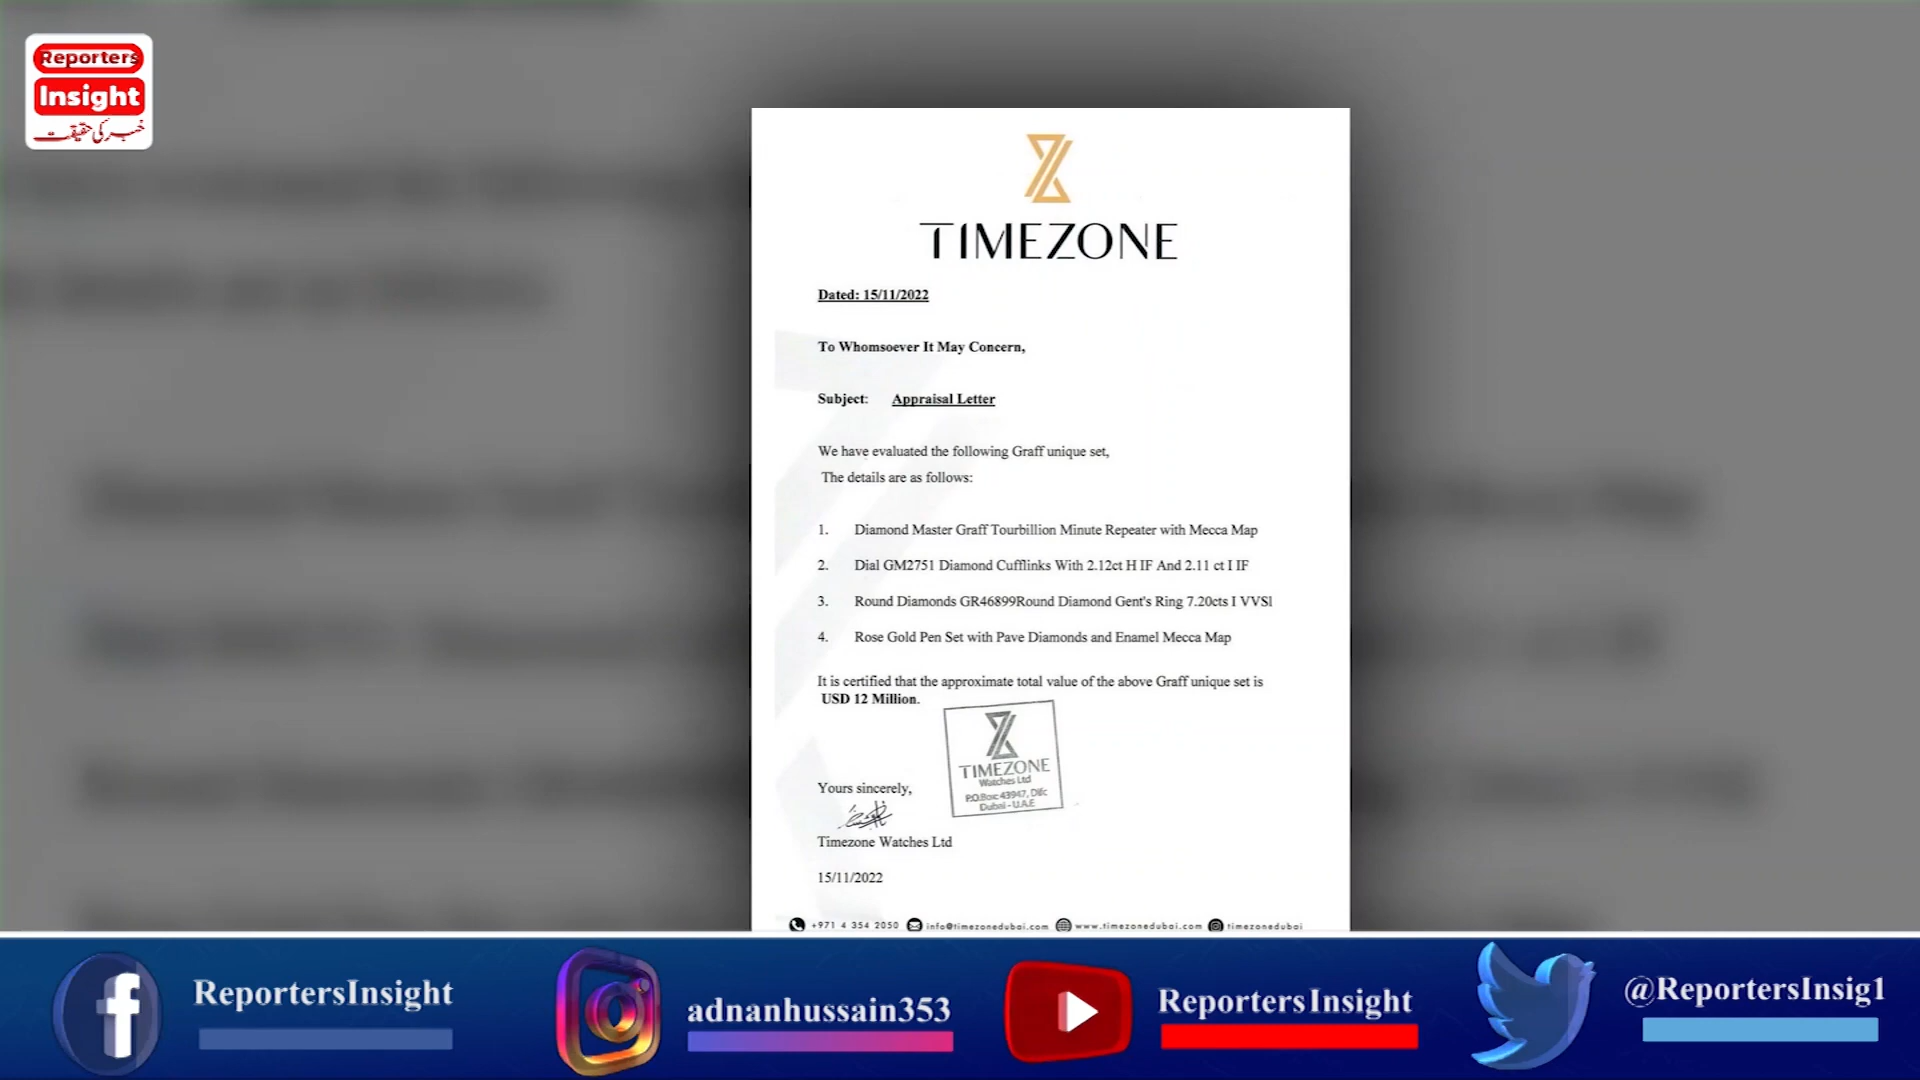 Reporters
Insight
خبر کی حقیقت
TIMEZONE
Dated: 15/11/2022
To Whomsoever It May Concern,
Subject: Appraisal Letter
We have evaluated the following Graff unique set,
The details are as follows:
1. Diamond Master Graff Tourbillion Minute Repeater with Mecca Map
2. Dial GM2751 Diamond Cufflinks With 2.12ct H IF And 2.11 ct I IF
3. Round Diamonds GR46899Round Diamond Gent's Ring 7.20cts I VVSI
4. Rose Gold Pen Set with Pave Diamonds and Enamel Mecca Map
It is certified that the approximate total value of the above Graff unique set is
USD 12 Million.
TIMEZONE
Watches Ltd
P.O.Box: 43947, Difc
Dubai - U.A.E
Yours sincerely,
Timezone Watches Ltd
15/11/2022
+971 4 354 2050 info@timezonedubai.com www.timezonedubai.com timezonedubai
ReportersInsight
adnanhussain353
Reporters Insight
@ReportersInsig1